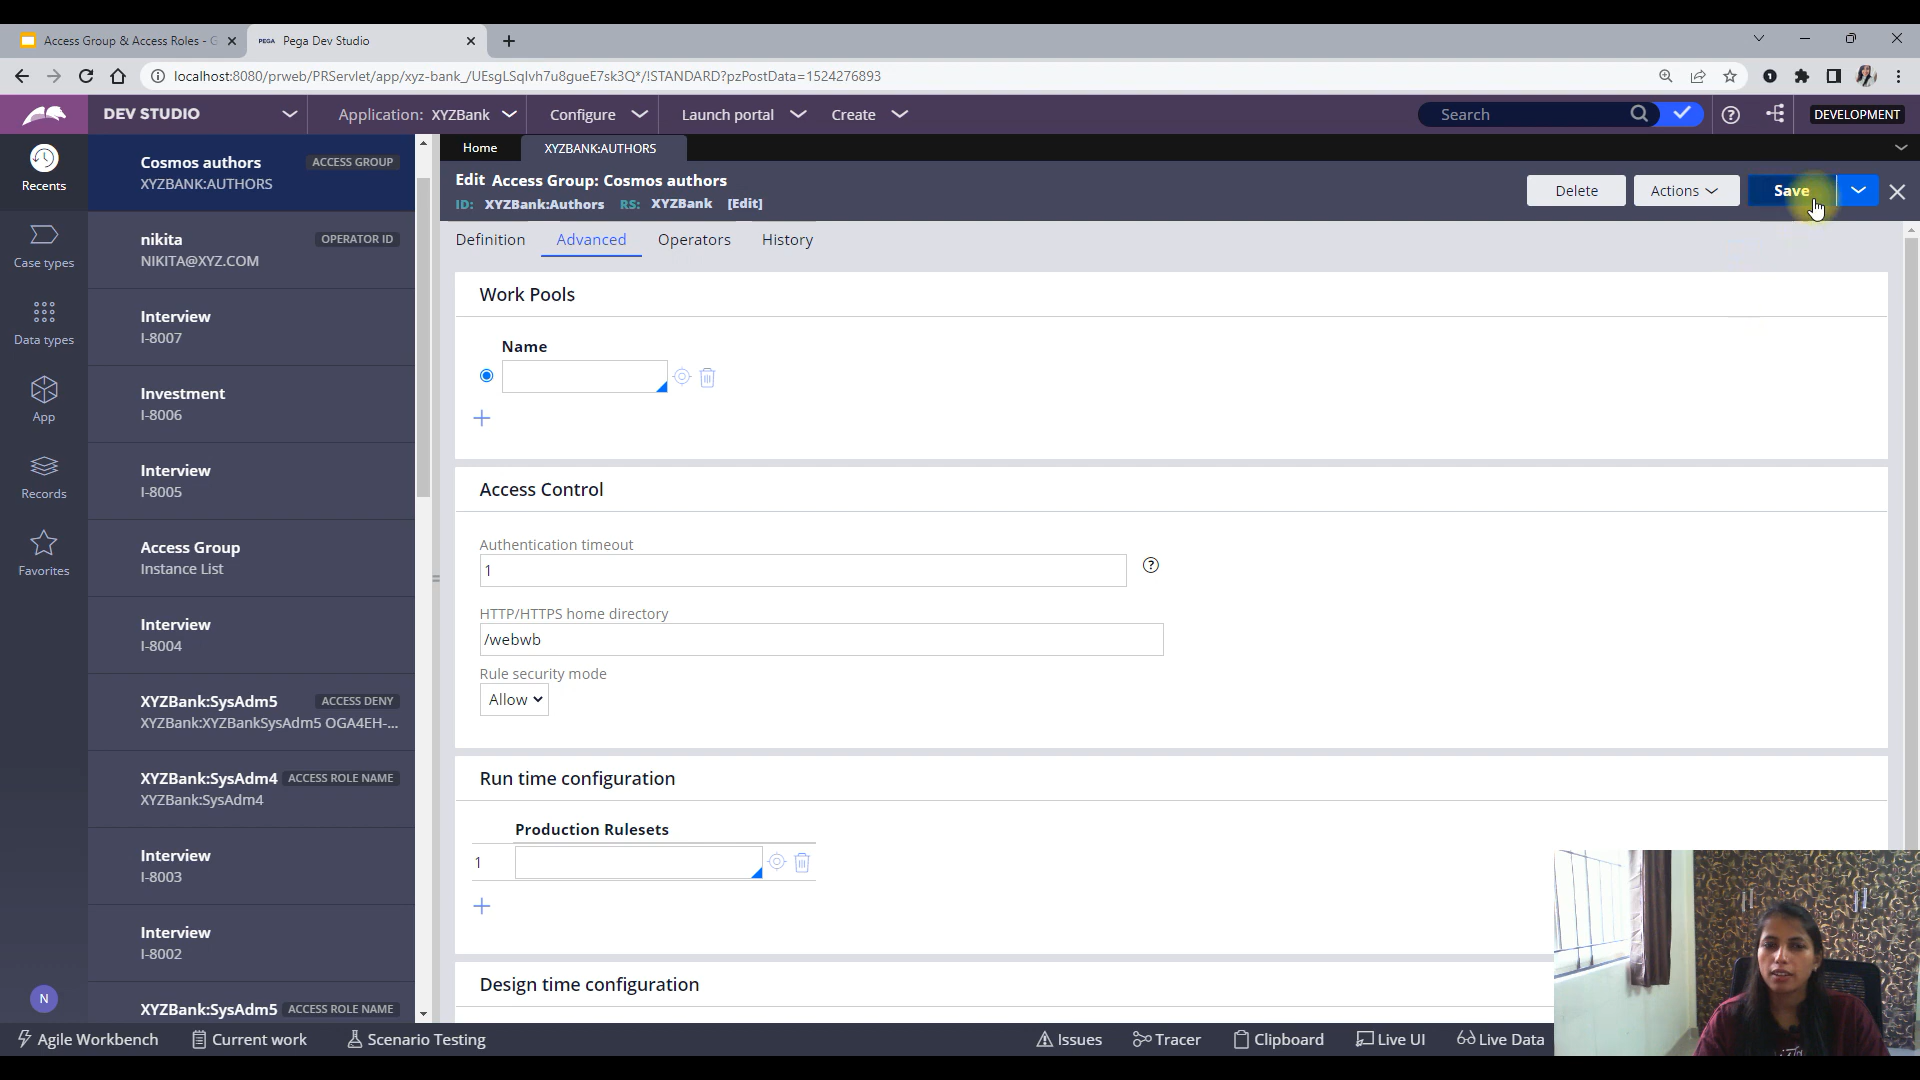 Access Group & Access Roles - G
PEGA Pega Dev Studio
localhost:8080/prweb/PRServlet/app/xyz-bank_/UEsgLSqlvh7u8gueE7sk3Q*/!STANDARD?pzPostData=1524276893
DEV STUDIO
Application: XYZBank
Configure
Launch portal
Create
Search
DEVELOPMENT
Recents
Case types
Data types
App
Records
Favorites
N
Cosmos authors ACCESS GROUP
XYZBANK:AUTHORS
nikita OPERATOR ID
NIKITA@XYZ.COM
Interview
I-8007
Investment
I-8006
Interview
I-8005
Access Group
Instance List
Interview
I-8004
XYZBank:SysAdm5 ACCESS DENY
XYZBank:XYZBankSysAdm5 OGA4EH-...
XYZBank:SysAdm4 ACCESS ROLE NAME
XYZBank:SysAdm4
Interview
I-8003
Interview
I-8002
XYZBank:SysAdm5 ACCESS ROLE NAME
Home
XYZBANK:AUTHORS
Edit Access Group: Cosmos authors
ID: XYZBank:Authors RS: XYZBank [Edit]
Delete
Actions
Save
Definition
Advanced
Operators
History
Work Pools
Name
Access Control
Authentication timeout
1
HTTP/HTTPS home directory
/webwb
Rule security mode
Allow
Run time configuration
Production Rulesets
1
Design time configuration
Agile Workbench
Current work
Scenario Testing
Issues
Tracer
Clipboard
Live UI
Live Data